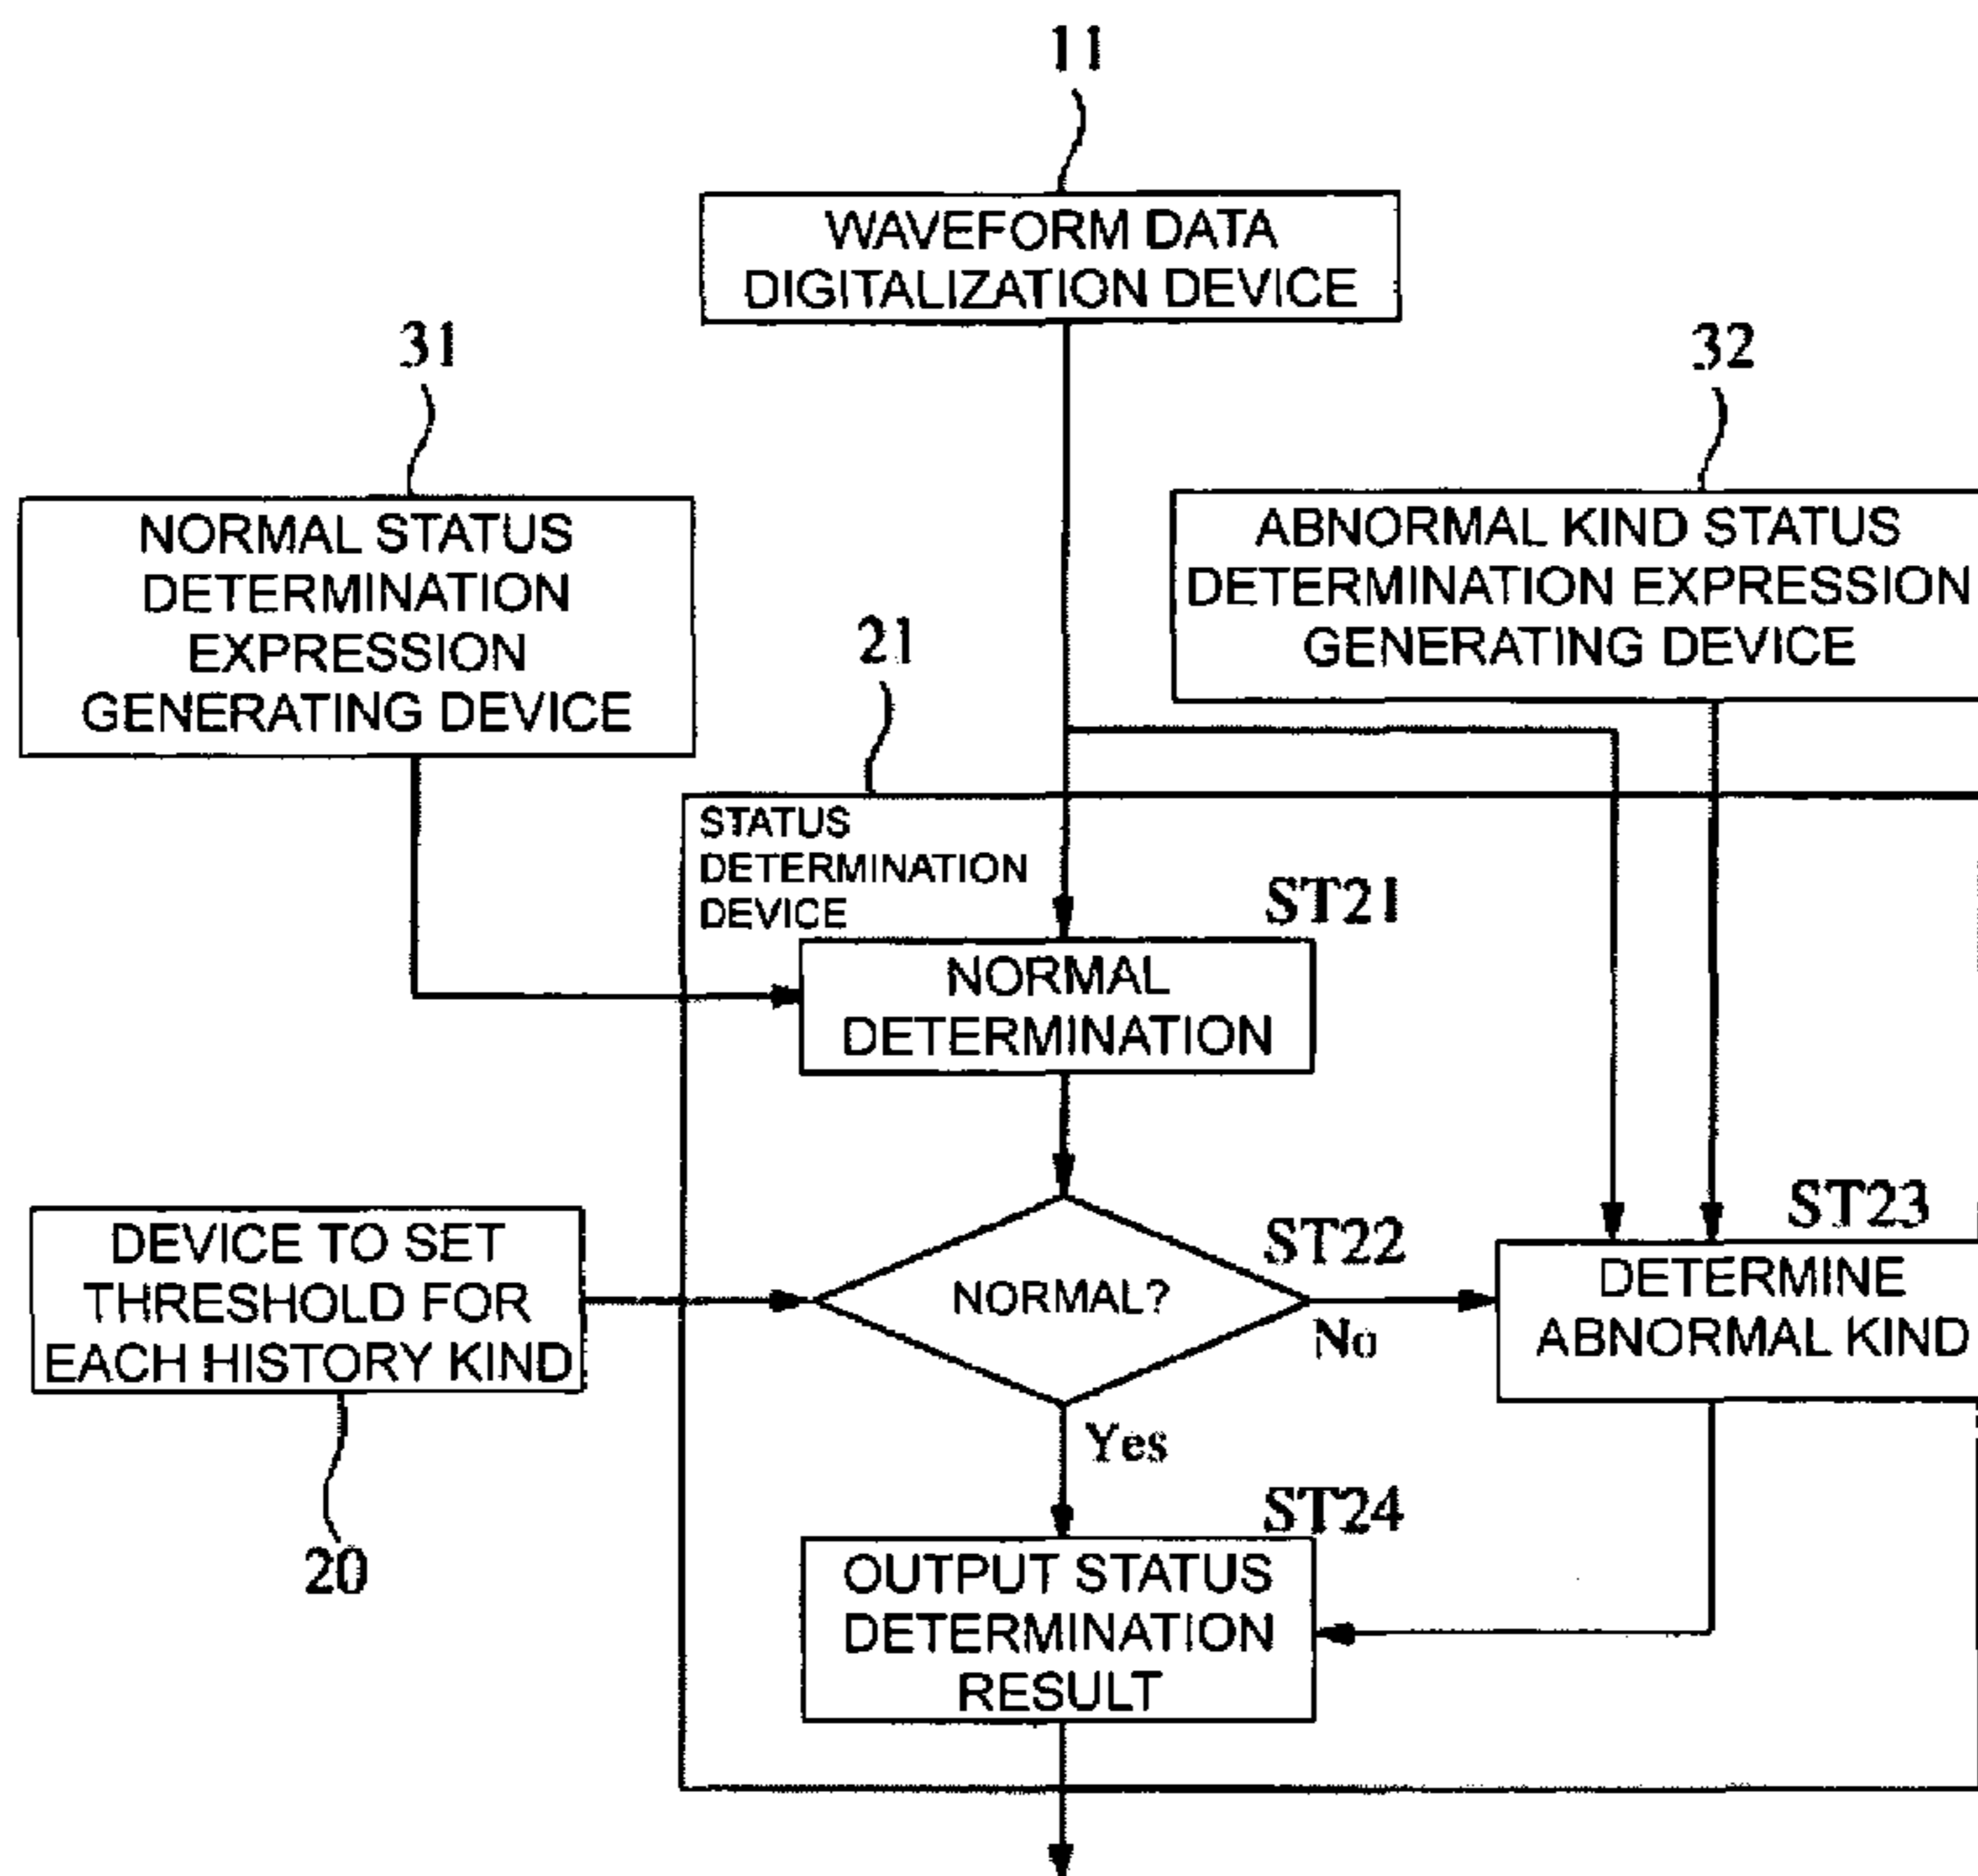 11
WAVEFORM DATA
DIGITALIZATION DEVICE
31
32
NORMAL STATUS
DETERMINATION
EXPRESSION
GENERATING DEVICE
ABNORMAL KIND STATUS
DETERMINATION EXPRESSION
GENERATING DEVICE
21
STATUS
DETERMINATION
DEVICE
ST21
NORMAL
DETERMINATION
DEVICE TO SET
THRESHOLD FOR
EACH HISTORY KIND
20
ST22
NORMAL?
No
Yes
ST23
DETERMINE
ABNORMAL KIND
ST24
OUTPUT STATUS
DETERMINATION
RESULT